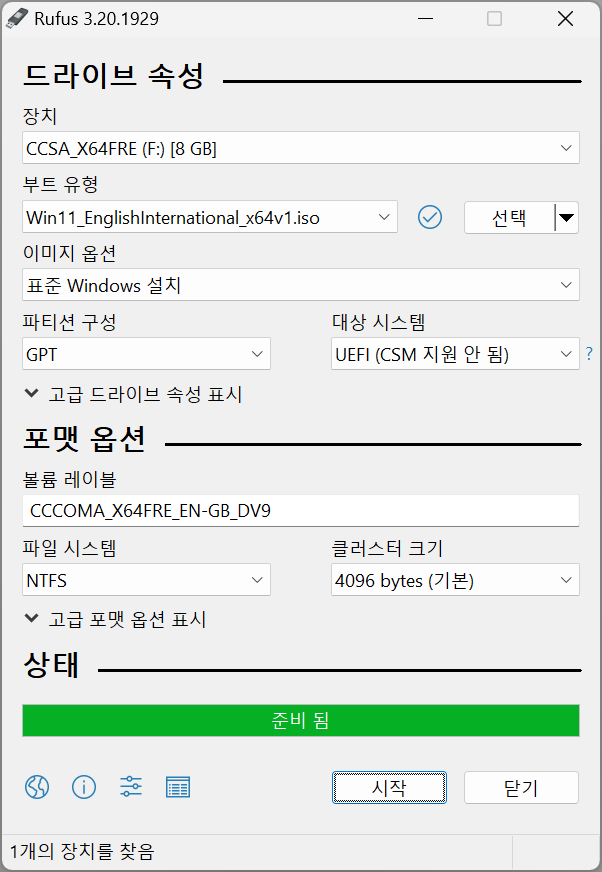 Rufus 3.20.1929
드라이브 속성
장치
CCSA_X64FRE (F:) [8 GB]
부트 유형
Win11_EnglishInternational_x64v1.iso
선택
이미지 옵션
표준 Windows 설치
파티션 구성
대상 시스템
GPT
UEFI (CSM 지원 안 됨)
?
고급 드라이브 속성 표시
포맷 옵션
볼륨 레이블
CCCOMA_X64FRE_EN-GB_DV9
파일 시스템
클러스터 크기
NTFS
4096 bytes (기본)
고급 포맷 옵션 표시
상태
준비 됨
시작
닫기
1개의 장치를 찾음